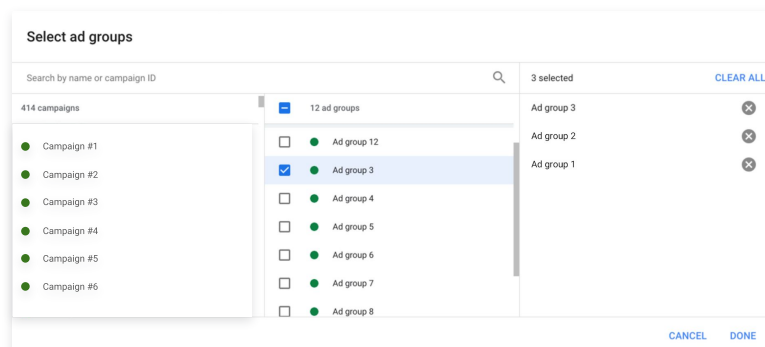 Select ad groups
Search by name or campaign ID
3 selected
CLEAR ALL
414 campaigns
12 ad groups
Campaign #1
Campaign #2
Campaign #3
Campaign #4
Campaign #5
Campaign #6
Ad group 12
Ad group 3
Ad group 4
Ad group 5
Ad group 6
Ad group 7
Ad group 8
Ad group 3
Ad group 2
Ad group 1
CANCEL
DONE